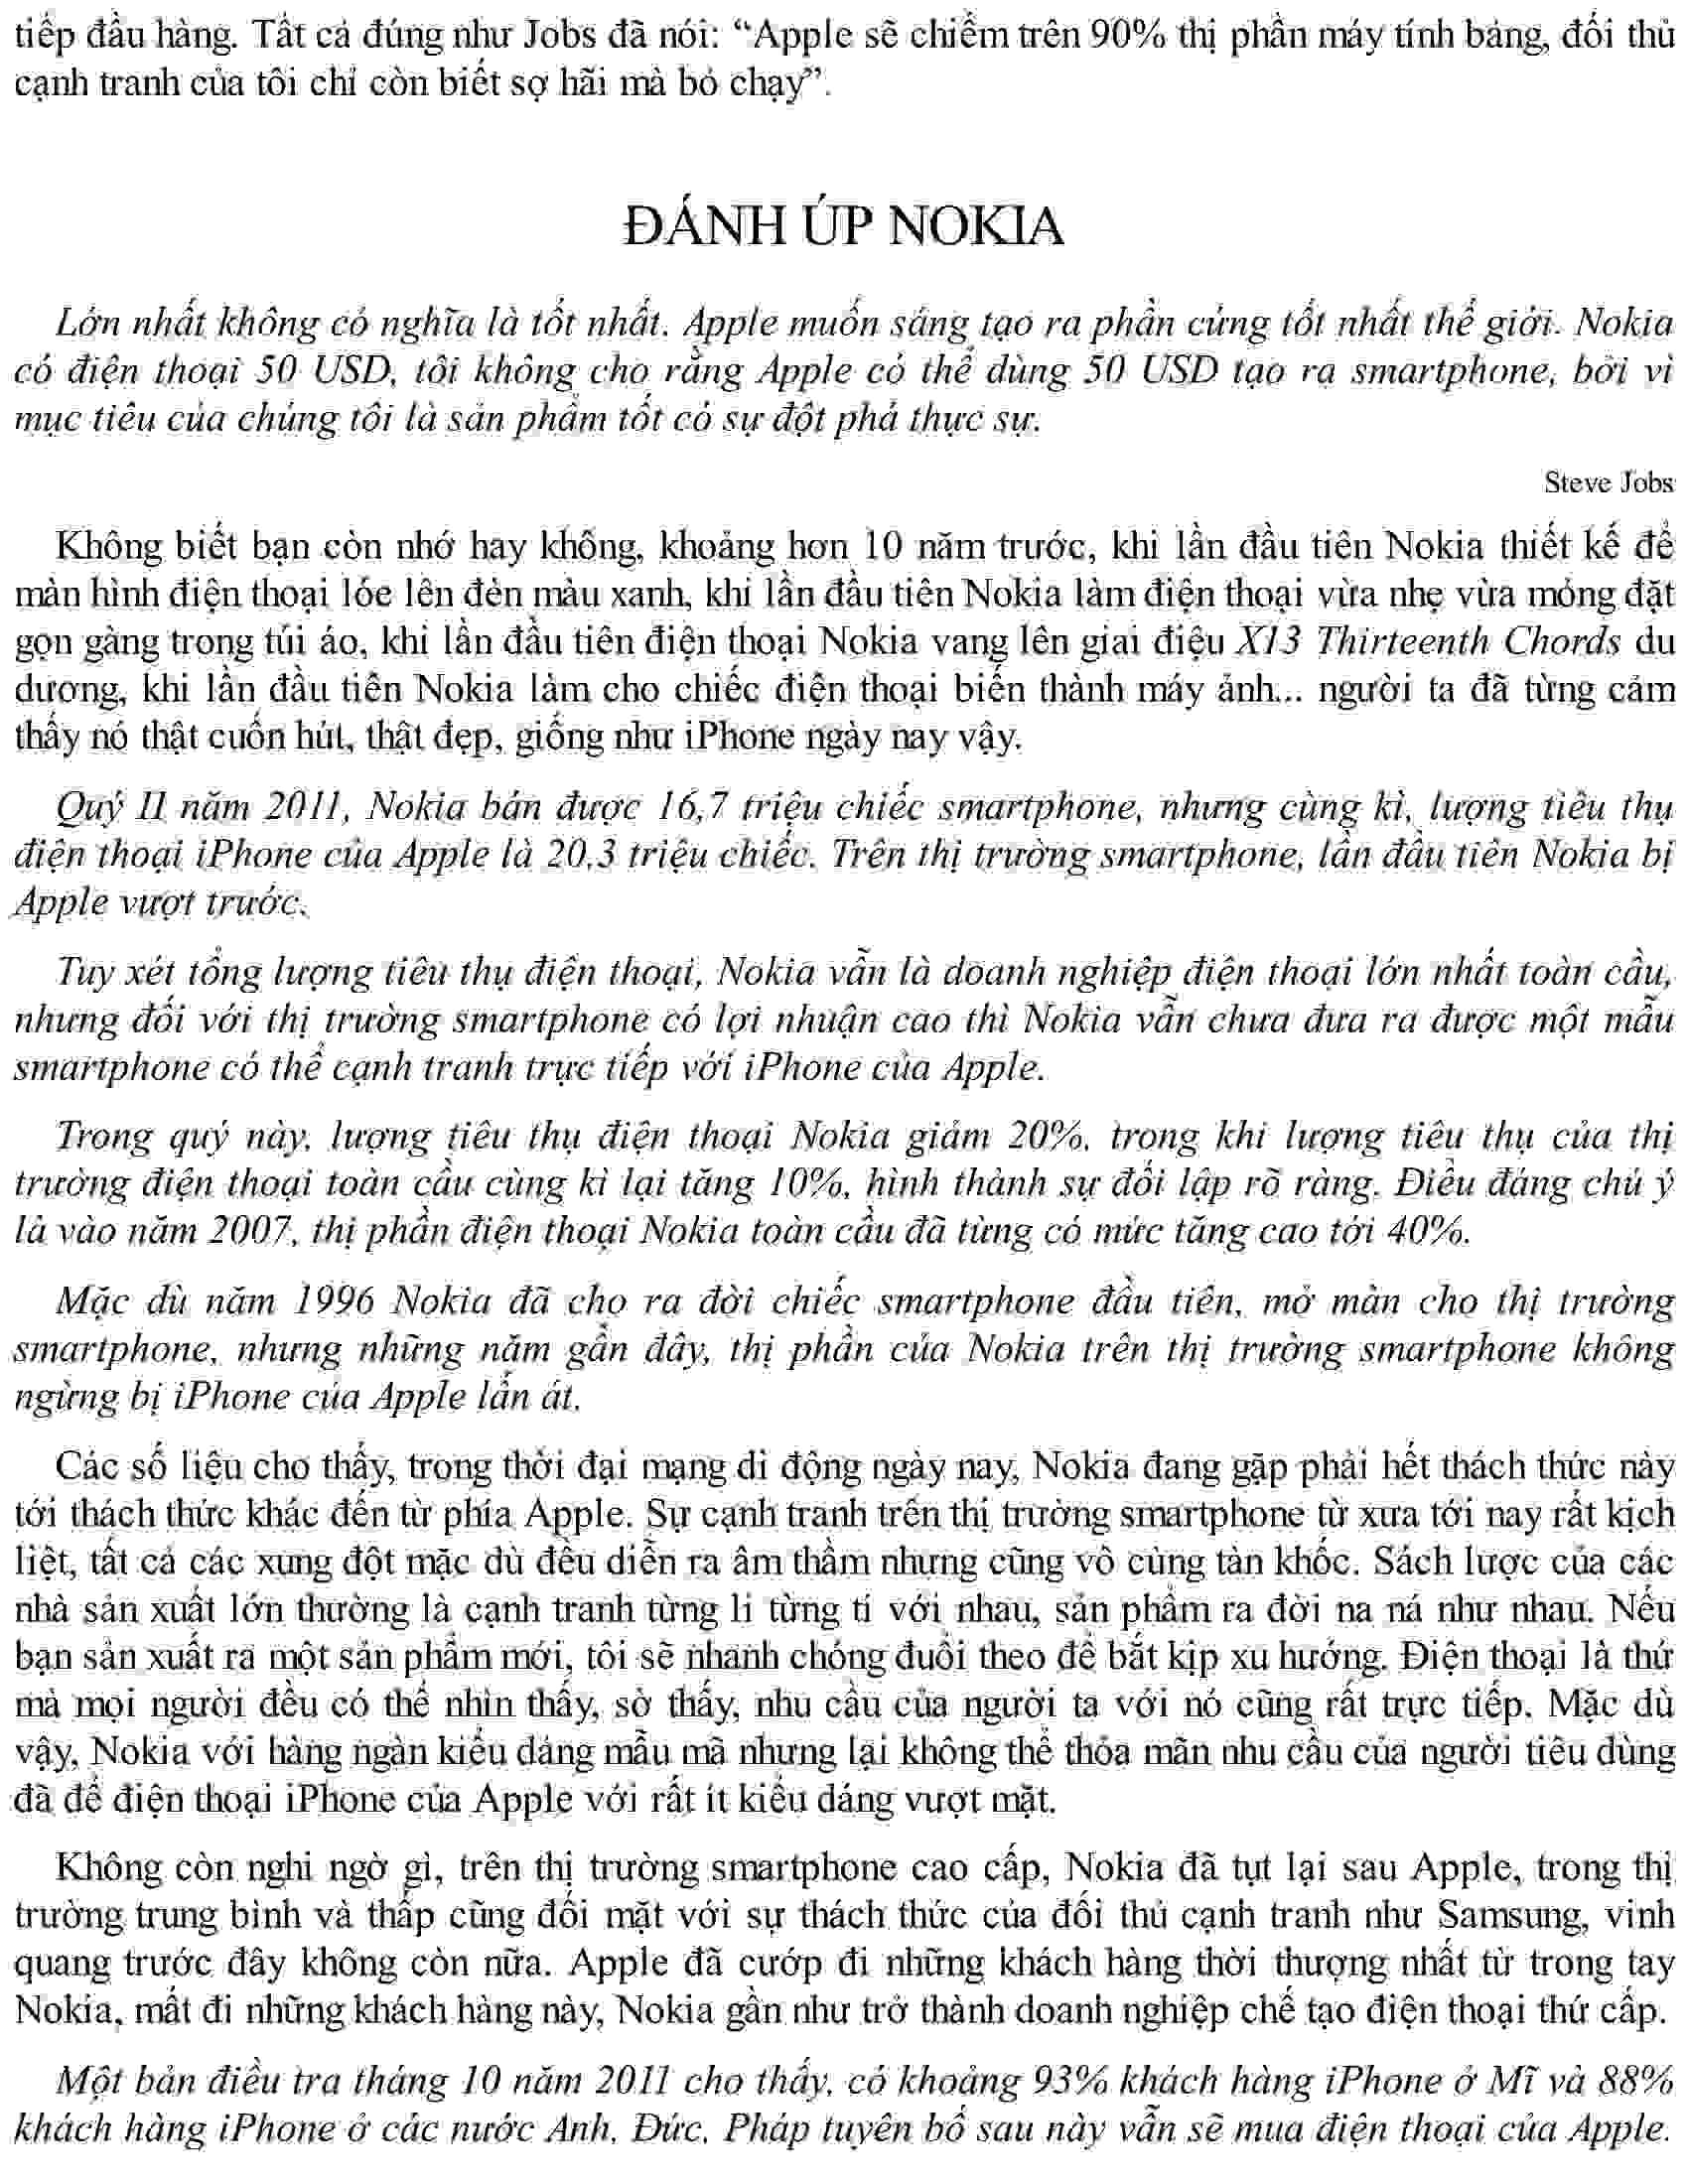 tiếp đầu hàng. Tất cả đúng như Jobs đã nói: “Apple sẽ chiếm trên 90% thị phần máy tính bảng, đối thủ
cạnh tranh của tôi chỉ còn biết sợ hãi mà bỏ chạy”.
ĐÁNH ÚP NOKIA
Lớn nhất không có nghĩa là tốt nhất. Apple muốn sáng tạo ra phần cứng tốt nhất thế giới. Nokia
có điện thoại 50 USD, tôi không cho rằng Apple có thể dùng 50 USD tạo ra smartphone, bởi vì
mục tiêu của chúng tôi là sản phẩm tốt có sự đột phá thực sự.
Steve Jobs
Không biết bạn còn nhớ hay không, khoảng hơn 10 năm trước, khi lần đầu tiên Nokia thiết kế để
màn hình điện thoại lóe lên đèn màu xanh, khi lần đầu tiên Nokia làm điện thoại vừa nhẹ vừa mỏng đặt
gọn gàng trong túi áo, khi lần đầu tiên điện thoại Nokia vang lên giai điệu X13 Thirteenth Chords du
dương, khi lần đầu tiên Nokia làm cho chiếc điện thoại biến thành máy ảnh... người ta đã từng cảm
thấy nó thật cuốn hút, thật đẹp, giống như iPhone ngày nay vậy.
Quý II năm 2011, Nokia bán được 16,7 triệu chiếc smartphone, nhưng cùng kì, lượng tiêu thụ
điện thoại iPhone của Apple là 20,3 triệu chiếc. Trên thị trường smartphone, lần đầu tiên Nokia bị
Apple vượt trước.
Tuy xét tổng lượng tiêu thụ điện thoại, Nokia vẫn là doanh nghiệp điện thoại lớn nhất toàn cầu,
nhưng đối với thị trường smartphone có lợi nhuận cao thì Nokia vẫn chưa đưa ra được một mẫu
smartphone có thể cạnh tranh trực tiếp với iPhone của Apple.
Trong quý này, lượng tiêu thụ điện thoại Nokia giảm 20%, trong khi lượng tiêu thụ của thị
trường điện thoại toàn cầu cùng kì lại tăng 10%, hình thành sự đối lập rõ ràng. Điều đáng chú ý
là vào năm 2007, thị phần điện thoại Nokia toàn cầu đã từng có mức tăng cao tới 40%.
Mặc dù năm 1996 Nokia đã cho ra đời chiếc smartphone đầu tiên, mở màn cho thị trường
smartphone, nhưng những năm gần đây, thị phần của Nokia trên thị trường smartphone không
ngừng bị iPhone của Apple lấn át.
Các số liệu cho thấy, trong thời đại mạng di động ngày nay, Nokia đang gặp phải hết thách thức này
tới thách thức khác đến từ phía Apple. Sự cạnh tranh trên thị trường smartphone từ xưa tới nay rất kịch
liệt, tất cả các xung đột mặc dù đều diễn ra âm thầm nhưng cũng vô cùng tàn khốc. Sách lược của các
nhà sản xuất lớn thường là cạnh tranh từng li từng tí với nhau, sản phẩm ra đời na ná như nhau. Nếu
bạn sản xuất ra một sản phẩm mới, tôi sẽ nhanh chóng đuổi theo để bắt kịp xu hướng. Điện thoại là thứ
mà mọi người đều có thể nhìn thấy, sờ thấy, nhu cầu của người ta với nó cũng rất trực tiếp. Mặc dù
vậy, Nokia với hàng ngàn kiểu dáng mẫu mã nhưng lại không thể thỏa mãn nhu cầu của người tiêu dùng
đã để điện thoại iPhone của Apple với rất ít kiểu dáng vượt mặt.
Không còn nghi ngờ gì, trên thị trường smartphone cao cấp, Nokia đã tụt lại sau Apple, trong thị
trường trung bình và thấp cũng đối mặt với sự thách thức của đối thủ cạnh tranh như Samsung, vinh
quang trước đây không còn nữa. Apple đã cướp đi những khách hàng thời thượng nhất từ trong tay
Nokia, mất đi những khách hàng này, Nokia gần như trở thành doanh nghiệp chế tạo điện thoại thứ cấp.
Một bản điều tra tháng 10 năm 2011 cho thấy, có khoảng 93% khách hàng iPhone ở Mĩ và 88%
khách hàng iPhone ở các nước Anh, Đức, Pháp tuyên bố sau này vẫn sẽ mua điện thoại của Apple.